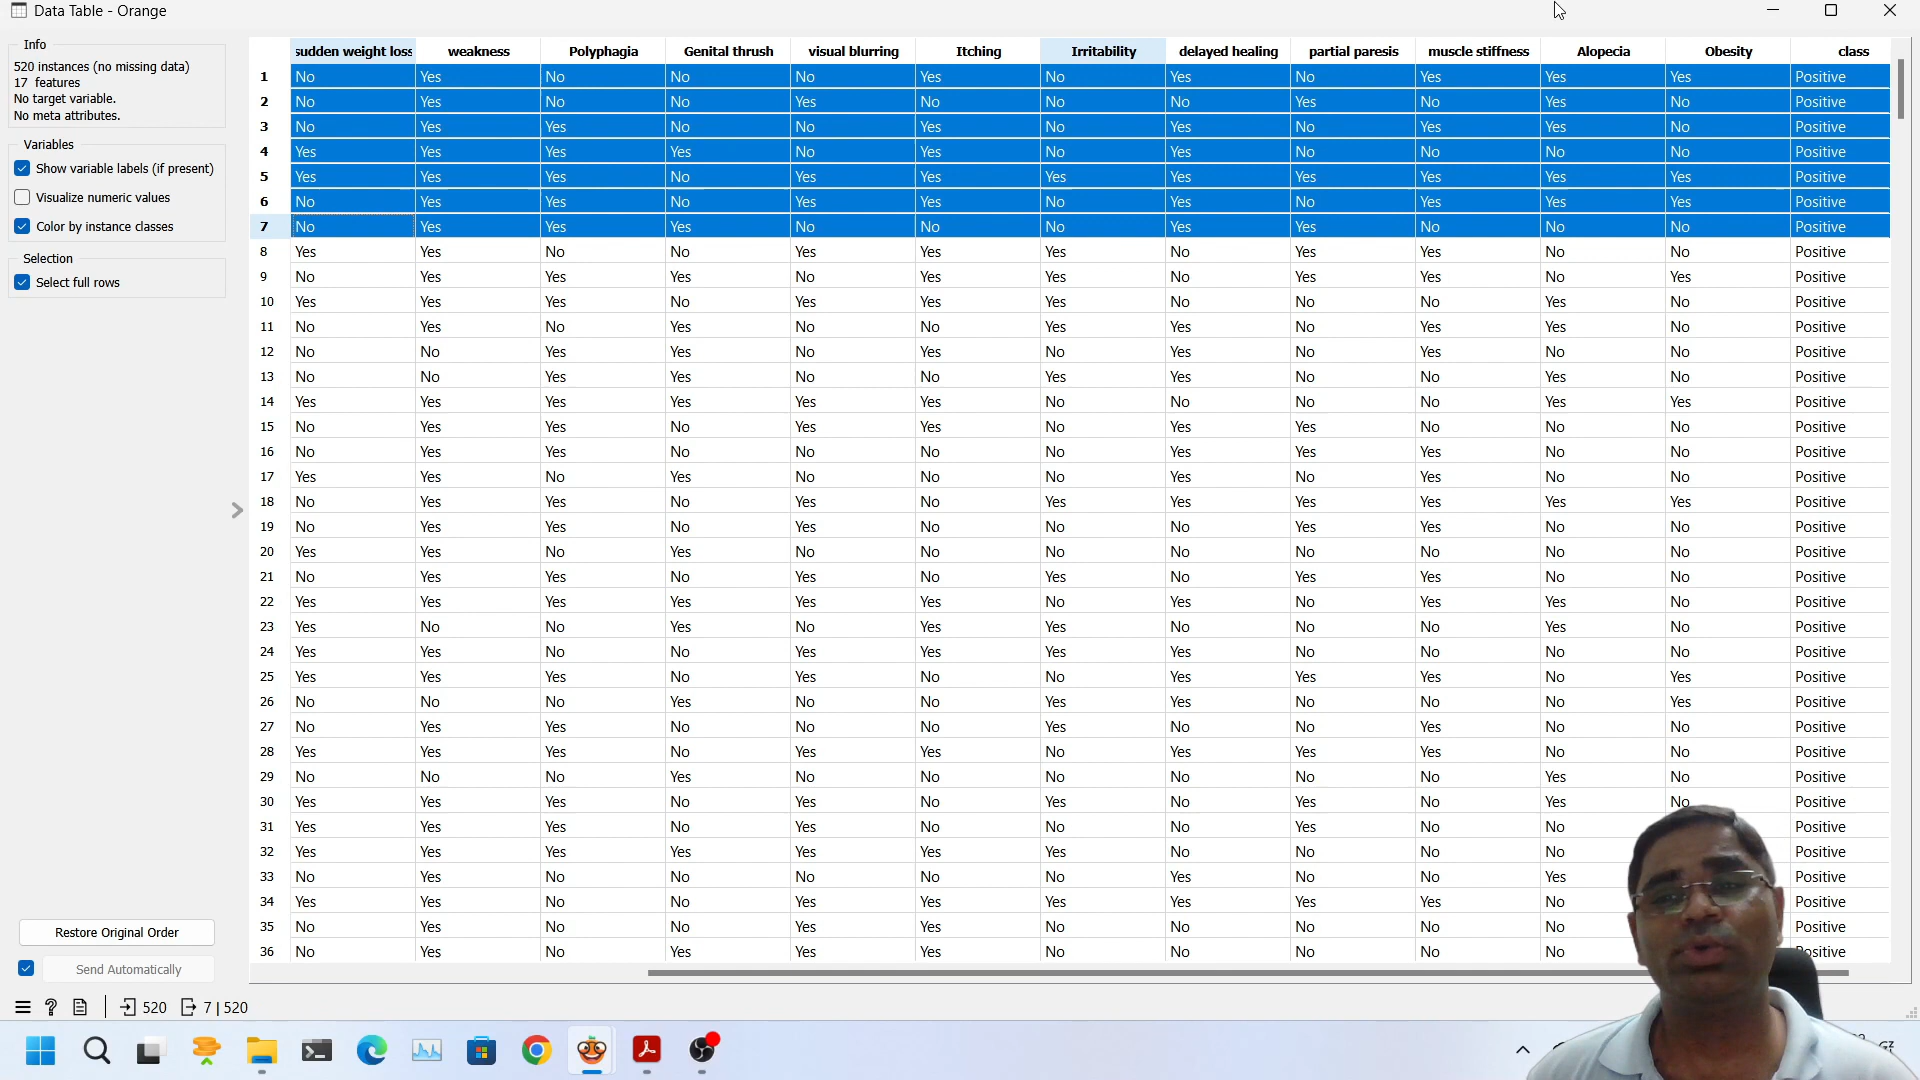 Data Table - Orange
Info
520 instances (no missing data)
17 features
No target variable.
No meta attributes.
Variables
Show variable labels (if present)
Visualize numeric values
Color by instance classes
Selection
Select full rows
sudden weight loss weakness Polyphagia Genital thrush visual blurring Itching Irritability delayed healing partial paresis muscle stiffness Alopecia Obesity class
1 No Yes No No No Yes No Yes No Yes Yes Yes Positive
2 No Yes No No Yes No No No Yes No Yes No Positive
3 No Yes Yes No No Yes No Yes No Yes Yes No Positive
4 Yes Yes Yes Yes No Yes No Yes No No No No Positive
5 Yes Yes Yes No Yes Yes Yes Yes Yes Yes Yes Yes Positive
6 No Yes Yes No Yes Yes No Yes No Yes Yes Yes Positive
7 No Yes Yes Yes No No No Yes Yes No No No Positive
8 Yes Yes No No Yes Yes Yes No Yes Yes No No Positive
9 No Yes Yes Yes No Yes Yes No Yes Yes No Yes Positive
10 Yes Yes Yes No Yes Yes Yes No No No Yes No Positive
11 No Yes No Yes No No Yes Yes No Yes Yes No Positive
12 No No Yes Yes No Yes No Yes No Yes No No Positive
13 No No Yes Yes No No Yes Yes No No Yes No Positive
14 Yes Yes Yes Yes Yes Yes No No No No Yes Yes Positive
15 No Yes Yes No Yes Yes No Yes Yes No No No Positive
16 No Yes Yes No No No No Yes Yes Yes No No Positive
17 Yes Yes No Yes No No No Yes No Yes No No Positive
18 No Yes Yes No Yes No Yes Yes Yes Yes Yes Yes Positive
19 No Yes Yes No Yes No No No Yes Yes No No Positive
20 Yes Yes No Yes No No No No No No No No Positive
21 No Yes Yes No Yes No Yes No Yes Yes No No Positive
22 Yes Yes Yes Yes Yes Yes No Yes No Yes Yes No Positive
23 Yes No No Yes No Yes Yes No No No Yes No Positive
24 Yes Yes No No Yes Yes Yes Yes No No No No Positive
25 Yes Yes Yes No Yes No No Yes Yes Yes No Yes Positive
26 No No No Yes No No Yes Yes No No No Yes Positive
27 No Yes Yes No No No Yes No No Yes No No Positive
28 Yes Yes Yes No Yes Yes No Yes Yes Yes No No Positive
29 No No No Yes No No No No No No Yes No Positive
30 Yes Yes Yes No Yes No Yes No Yes No Yes No Positive
31 Yes Yes Yes No Yes No No No Yes No No Positive
32 Yes Yes Yes Yes Yes Yes Yes No No No No Positive
33 No Yes No No No No No Yes No No Yes Positive
34 Yes Yes No No Yes Yes Yes Yes Yes Yes No Positive
35 No Yes No No Yes Yes No No No No No Positive
36 No Yes No Yes Yes Yes No No No No No
Restore Original Order
Send Automatically
520 7 | 520